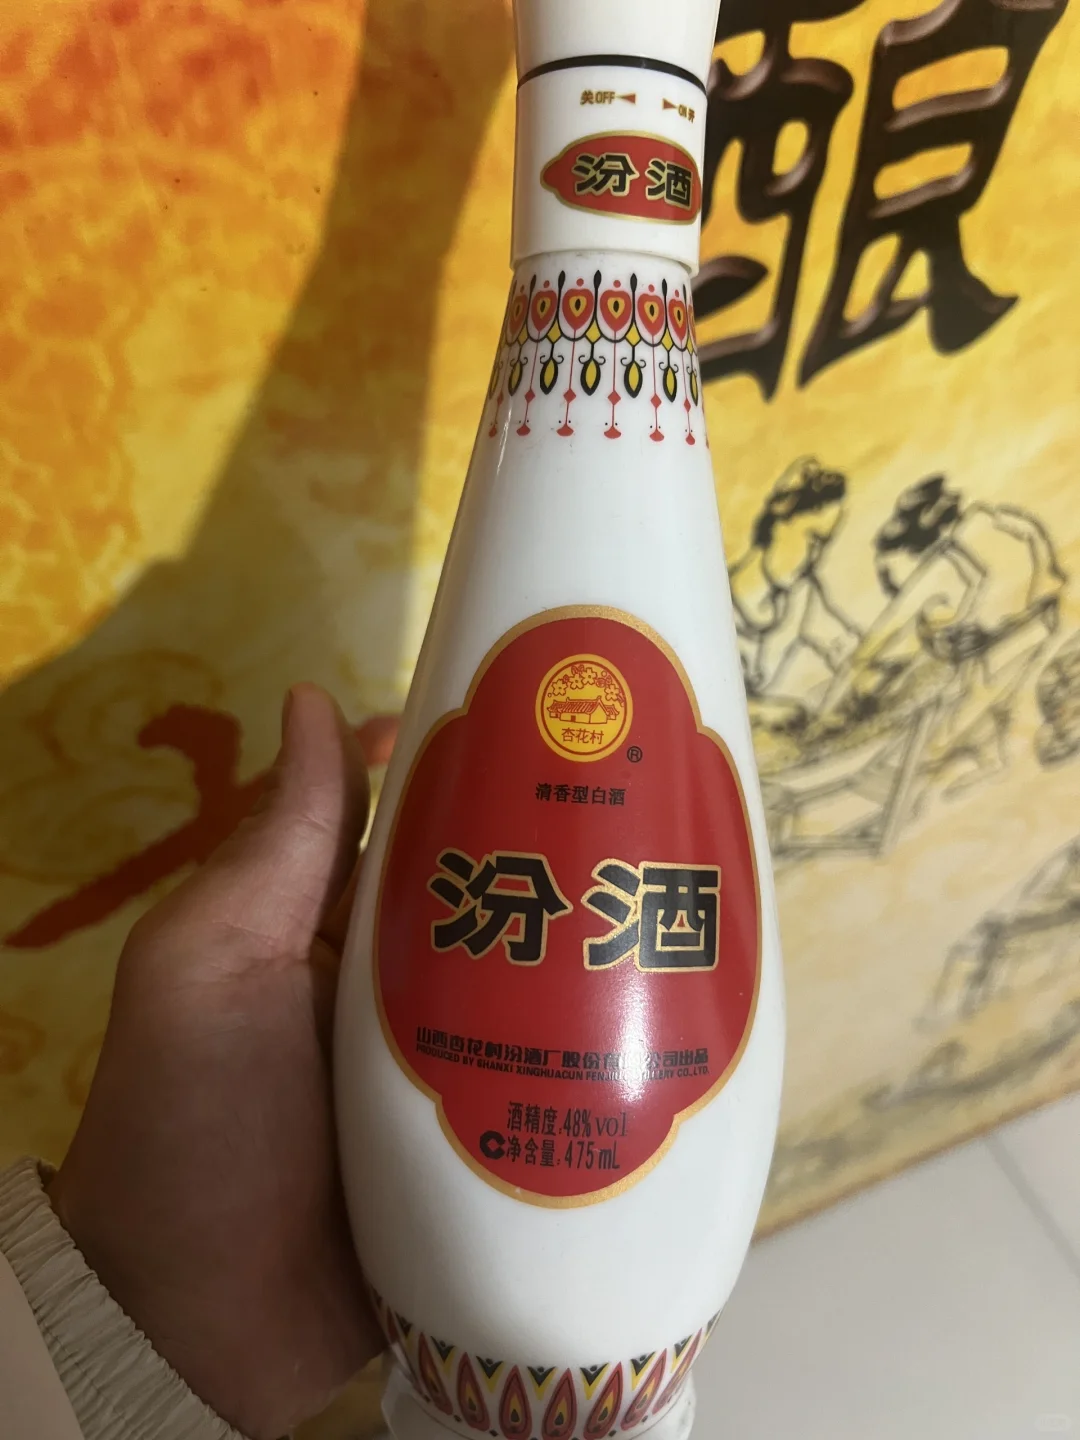 酿
关OFF ON开
汾酒
杏花村
®
清香型白酒
汾酒
山西杏花村汾酒厂股份有限公司出品
PRODUCED BY SHANXI XINGHUACUN FENJIU DISTILLERY CO.,LTD.
酒精度:48%vol
净含量:475mL